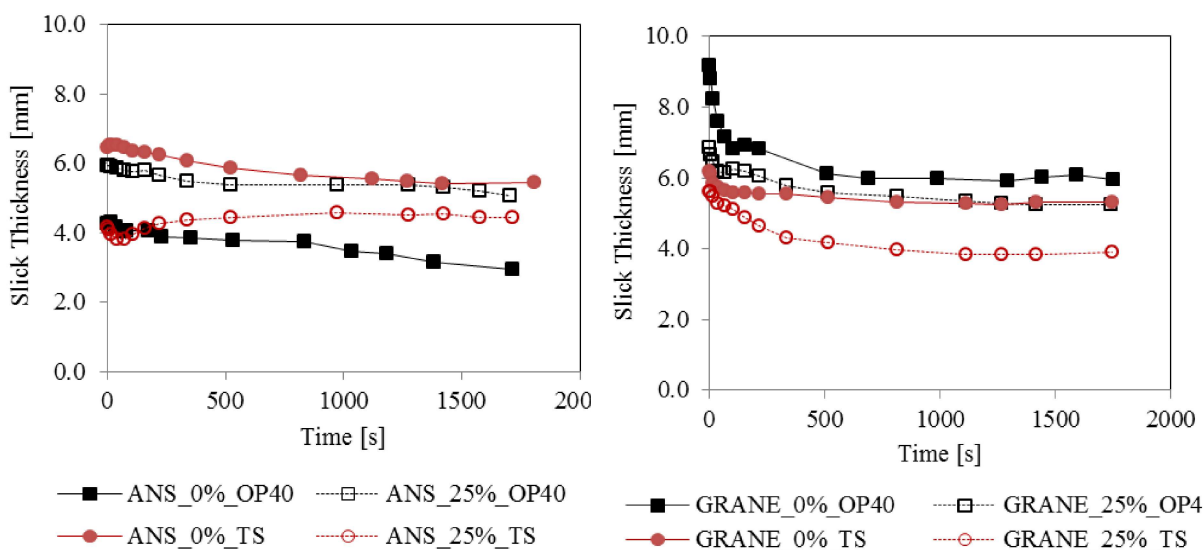 10.0
8.0
6.0
4.0
2.0
0.0
Slick Thickness [mm]
0 500 1000 1500 200
Time [s]
ANS_0%_OP40 ANS_25%_OP40
ANS_0%_TS ANS_25%_TS
10.0
8.0
6.0
4.0
2.0
0.0
Slick Thickness [mm]
0 500 1000 1500 2000
Time [s]
GRANE_0%_OP40 GRANE_25%_OP4
GRANE_0%_TS GRANE_25%_TS